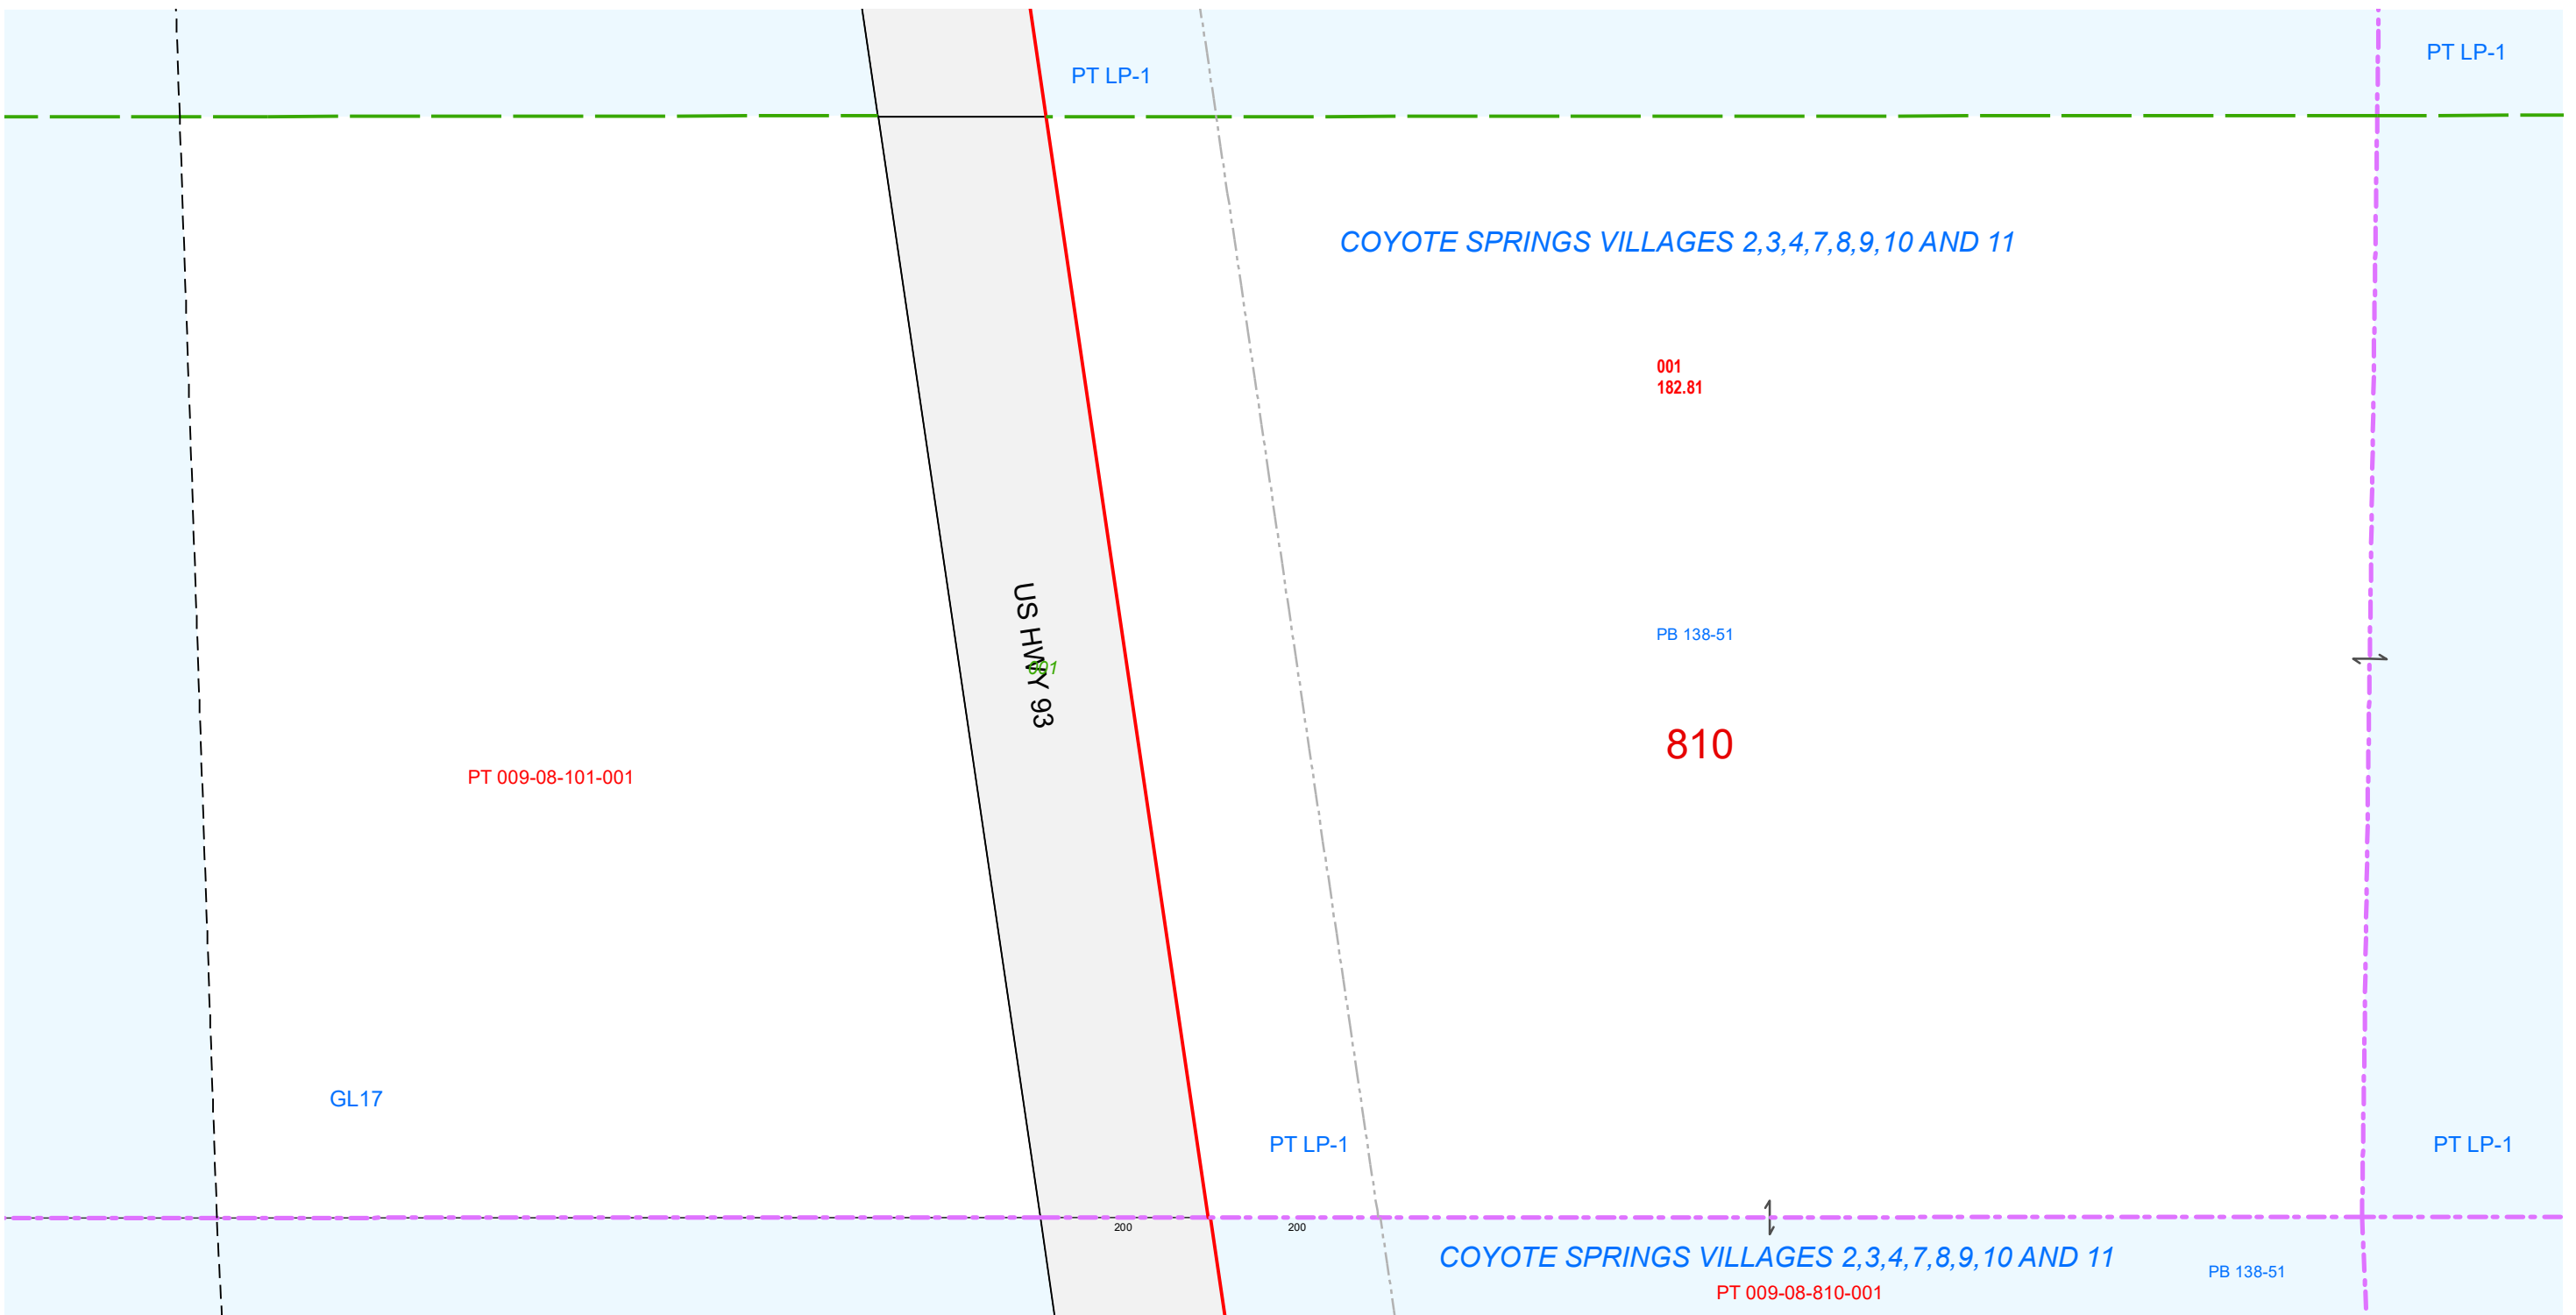 PT LP-1
PT LP-1
COYOTE SPRINGS VILLAGES 2,3,4,7,8,9,10 AND 11
001
182.81
US HWY 93
001
PB 138-51
810
PT 009-08-101-001
GL17
PT LP-1
PT LP-1
200
200
COYOTE SPRINGS VILLAGES 2,3,4,7,8,9,10 AND 11
PB 138-51
PT 009-08-810-001